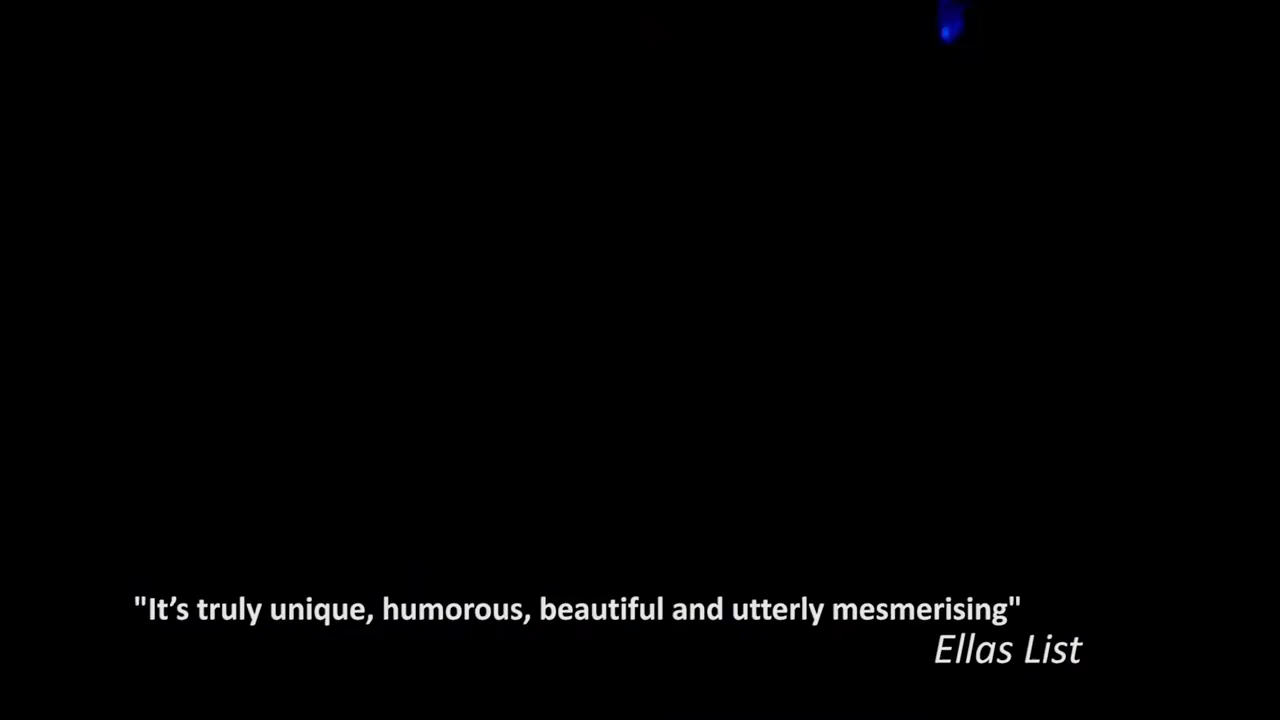 "It’s truly unique, humorous, beautiful and utterly mesmerising"
Ellas List